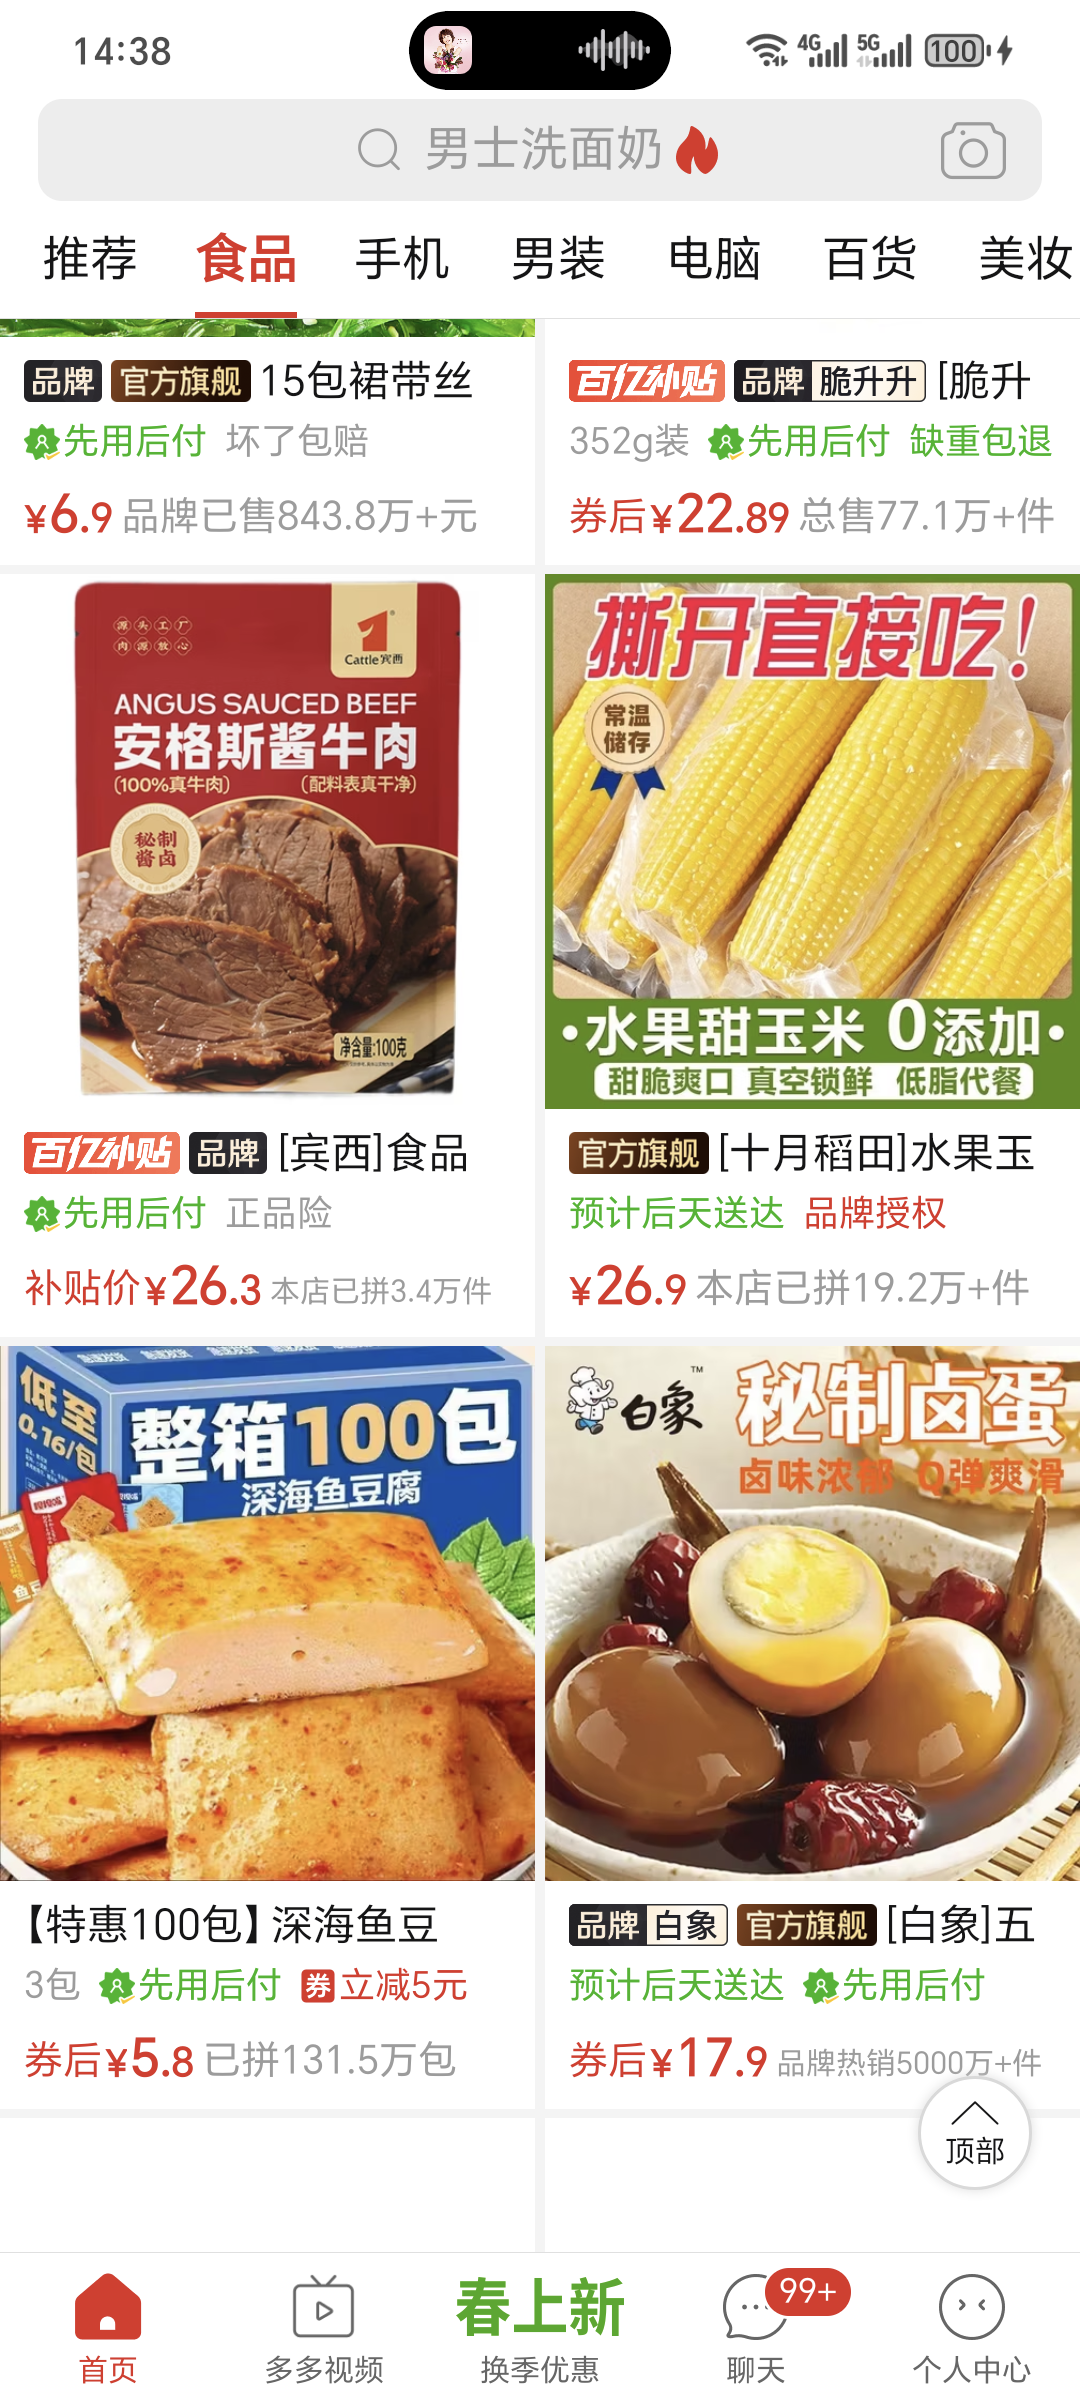 14:38
4G
5G
100
男士洗面奶
推荐
食品
手机
男装
电脑
百货
美妆
品牌 官方旗舰 15包裙带丝
先用后付 坏了包赔
¥6.9 品牌已售843.8万+元
百亿补贴 品牌 脆升升 [脆升
352g装 先用后付 缺重包退
券后¥22.89 总售77.1万+件
源头工厂
肉源放心
Cattle宾西
ANGUS SAUCED BEEF
安格斯酱牛肉
(100%真牛肉) (配料表真干净)
秘制
酱卤
净含量:100克
百亿补贴 品牌 [宾西]食品
先用后付 正品险
补贴价¥26.3 本店已拼3.4万件
撕开直接吃!
常温
储存
·水果甜玉米 0添加·
甜脆爽口 真空锁鲜 低脂代餐
官方旗舰 [十月稻田]水果玉
预计后天送达 品牌授权
¥26.9 本店已拼19.2万+件
低至
0.16/包
整箱100包
深海鱼豆腐
【特惠100包】深海鱼豆
3包 先用后付 券 立减5元
券后¥5.8 已拼131.5万包
白象™
秘制卤蛋
卤味浓郁 Q弹爽滑
品牌 白象 官方旗舰 [白象]五
预计后天送达 先用后付
券后¥17.9 品牌热销5000万+件
顶部
首页
多多视频
春上新
换季优惠
99+
聊天
个人中心